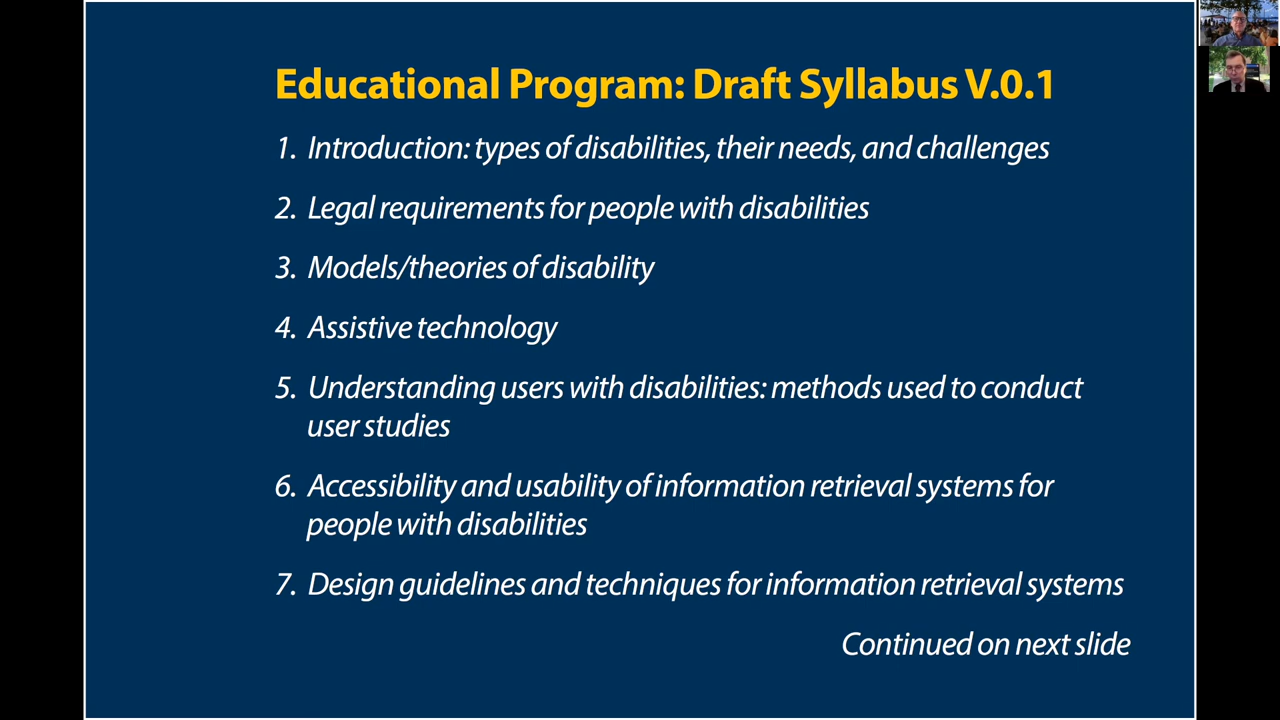 Educational Program: Draft Syllabus V.0.1
1. Introduction: types of disabilities, their needs, and challenges
2. Legal requirements for people with disabilities
3. Models/theories of disability
4. Assistive technology
5. Understanding users with disabilities: methods used to conduct
user studies
6. Accessibility and usability of information retrieval systems for
people with disabilities
7. Design guidelines and techniques for information retrieval systems
Continued on next slide